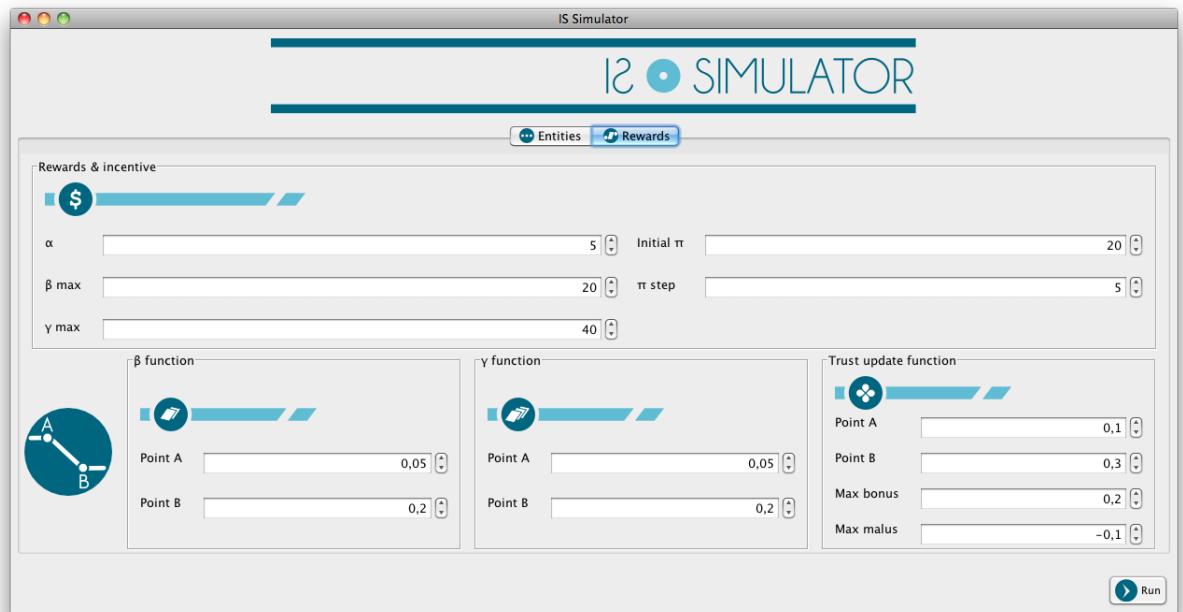 IS Simulator
IS SIMULATOR
Entities
Rewards
Rewards & incentive
$
α 5 Initial π 20
β max 20 π step 5
γ max 40
A
B
β function
Point A 0,05
Point B 0,2
γ function
Point A 0,05
Point B 0,2
Trust update function
Point A 0,1
Point B 0,3
Max bonus 0,2
Max malus -0,1
Run